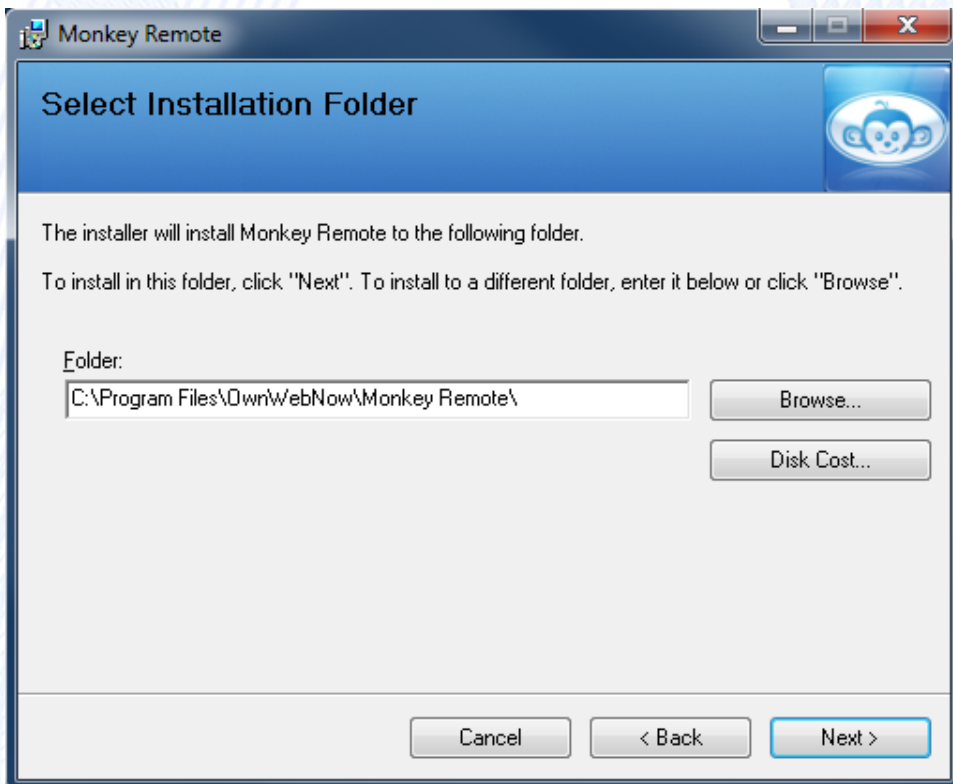 Monkey Remote
Select Installation Folder
The installer will install Monkey Remote to the following folder.
To install in this folder, click "Next". To install to a different folder, enter it below or click "Browse".
Folder:
C:\Program Files\OwnWebNow\Monkey Remote\
Browse...
Disk Cost...
Cancel
< Back
Next >